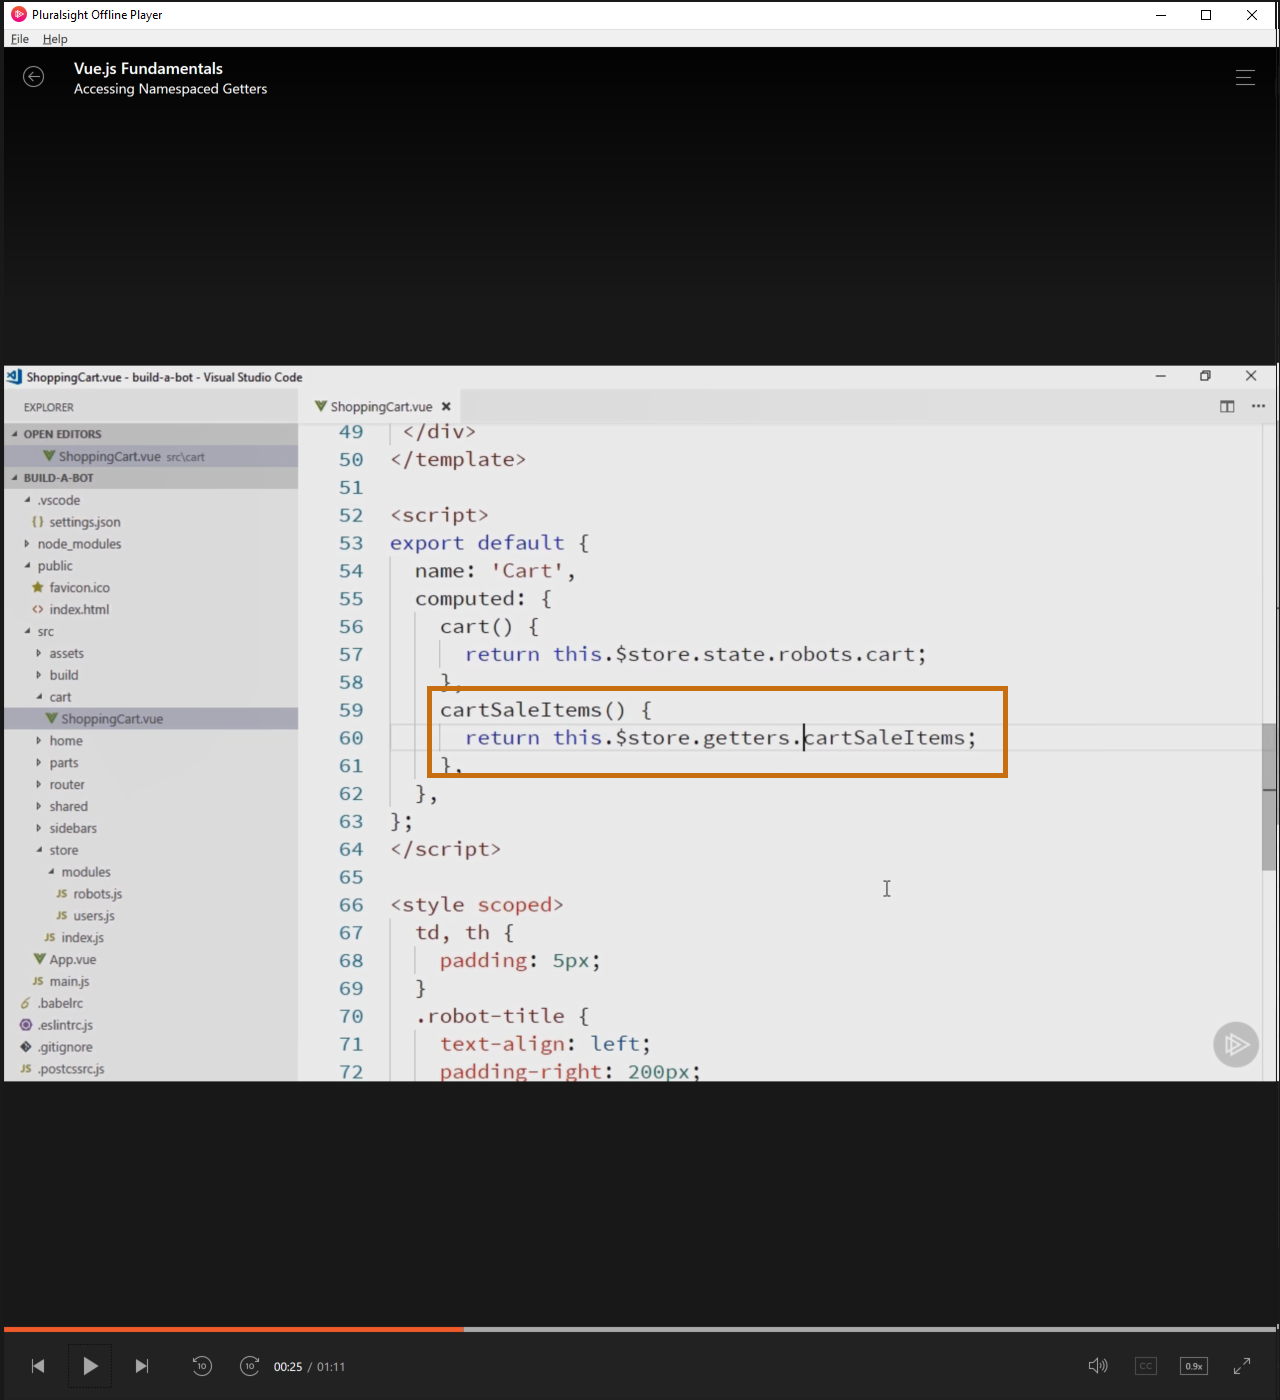 Pluralsight Offline Player
File Help
Vue.js Fundamentals
Accessing Namespaced Getters
ShoppingCart.vue - build-a-bot - Visual Studio Code
EXPLORER
OPEN EDITORS
ShoppingCart.vue src\cart
BUILD-A-BOT
.vscode
{} settings.json
node_modules
public
favicon.ico
<> index.html
src
assets
build
cart
ShoppingCart.vue
home
parts
router
shared
sidebars
store
modules
JS robots.js
JS users.js
JS index.js
App.vue
JS main.js
.babelrc
.eslintrc.js
.gitignore
JS .postcssrc.js
ShoppingCart.vue
49 </div>
50 </template>
51
52 <script>
53 export default {
54 name: 'Cart',
55 computed: {
56 cart() {
57 return this.$store.state.robots.cart;
58 },
59 cartSaleItems() {
60 return this.$store.getters.cartSaleItems;
61 },
62 },
63 };
64 </script>
65
66 <style scoped>
67 td, th {
68 padding: 5px;
69 }
70 .robot-title {
71 text-align: left;
72 padding-right: 200px;
10
10
00:25 / 01:11
CC
0.9x